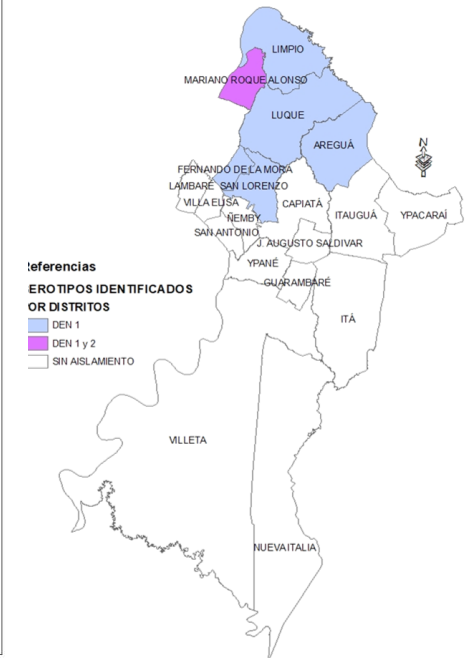 LIMPIO
MARIANO ROQUE ALONSO
LUQUE
AREGUÁ
N
FERNANDO DE LA MORA
LAMBARÉ SAN LORENZO
VILLA ELISA
CAPIATÁ
ITAUGUÁ
YPACARAÍ
ÑEMBY
SAN ANTONIO
J. AUGUSTO SALDIVAR
YPANÉ
GUARAMBARÉ
ITÁ
eferencias
EROTIPOS IDENTIFICADOS
OR DISTRITOS
DEN 1
DEN 1 y 2
SIN AISLAMIENTO
VILLETA
NUEVA ITALIA